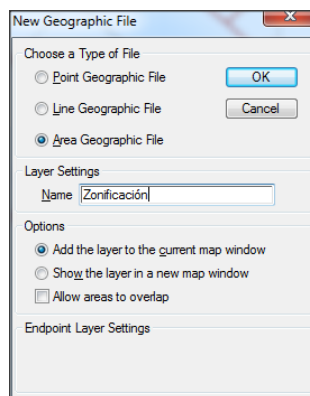 New Geographic File
Choose a Type of File
Point Geographic File
OK
Line Geographic File
Cancel
Area Geographic File
Layer Settings
Name Zonificación
Options
Add the layer to the current map window
Show the layer in a new map window
Allow areas to overlap
Endpoint Layer Settings